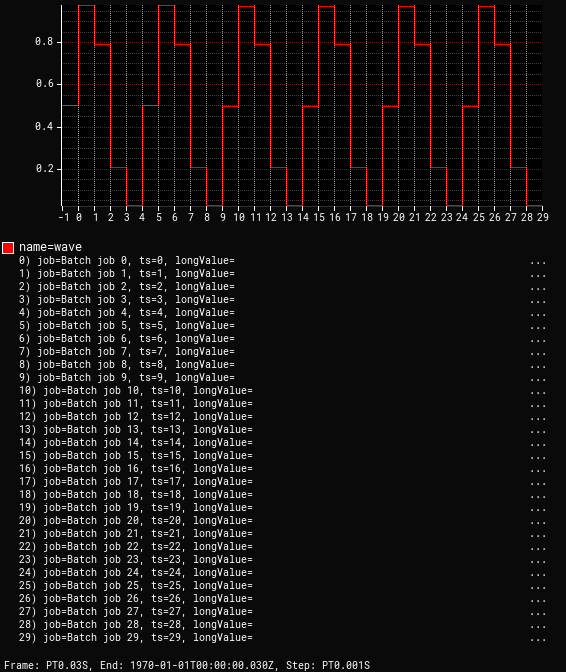 0.8
0.6
0.4
0.2
-1 0 1 2 3 4 5 6 7 8 9 10 11 12 13 14 15 16 17 18 19 20 21 22 23 24 25 26 27 28 29
name=wave
0) job=Batch job 0, ts=0, longValue= ...
1) job=Batch job 1, ts=1, longValue= ...
2) job=Batch job 2, ts=2, longValue= ...
3) job=Batch job 3, ts=3, longValue= ...
4) job=Batch job 4, ts=4, longValue= ...
5) job=Batch job 5, ts=5, longValue= ...
6) job=Batch job 6, ts=6, longValue= ...
7) job=Batch job 7, ts=7, longValue= ...
8) job=Batch job 8, ts=8, longValue= ...
9) job=Batch job 9, ts=9, longValue= ...
10) job=Batch job 10, ts=10, longValue= ...
11) job=Batch job 11, ts=11, longValue= ...
12) job=Batch job 12, ts=12, longValue= ...
13) job=Batch job 13, ts=13, longValue= ...
14) job=Batch job 14, ts=14, longValue= ...
15) job=Batch job 15, ts=15, longValue= ...
16) job=Batch job 16, ts=16, longValue= ...
17) job=Batch job 17, ts=17, longValue= ...
18) job=Batch job 18, ts=18, longValue= ...
19) job=Batch job 19, ts=19, longValue= ...
20) job=Batch job 20, ts=20, longValue= ...
21) job=Batch job 21, ts=21, longValue= ...
22) job=Batch job 22, ts=22, longValue= ...
23) job=Batch job 23, ts=23, longValue= ...
24) job=Batch job 24, ts=24, longValue= ...
25) job=Batch job 25, ts=25, longValue= ...
26) job=Batch job 26, ts=26, longValue= ...
27) job=Batch job 27, ts=27, longValue= ...
28) job=Batch job 28, ts=28, longValue= ...
29) job=Batch job 29, ts=29, longValue= ...
Frame: PT0.03S, End: 1970-01-01T00:00:00.030Z, Step: PT0.001S